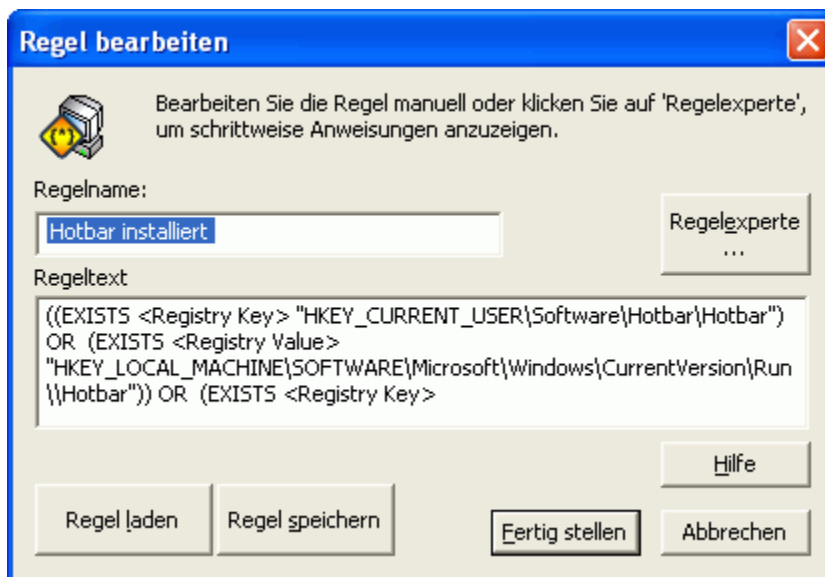 Regel bearbeiten
Bearbeiten Sie die Regel manuell oder klicken Sie auf 'Regelexperte',
um schrittweise Anweisungen anzuzeigen.
Regelname:
Hotbar installiert
Regelexperte
...
Regeltext
((EXISTS <Registry Key> "HKEY_CURRENT_USER\Software\Hotbar\Hotbar")
OR (EXISTS <Registry Value>
"HKEY_LOCAL_MACHINE\SOFTWARE\Microsoft\Windows\CurrentVersion\Run
\\Hotbar")) OR (EXISTS <Registry Key>
Hilfe
Regel laden
Regel speichern
Fertig stellen
Abbrechen